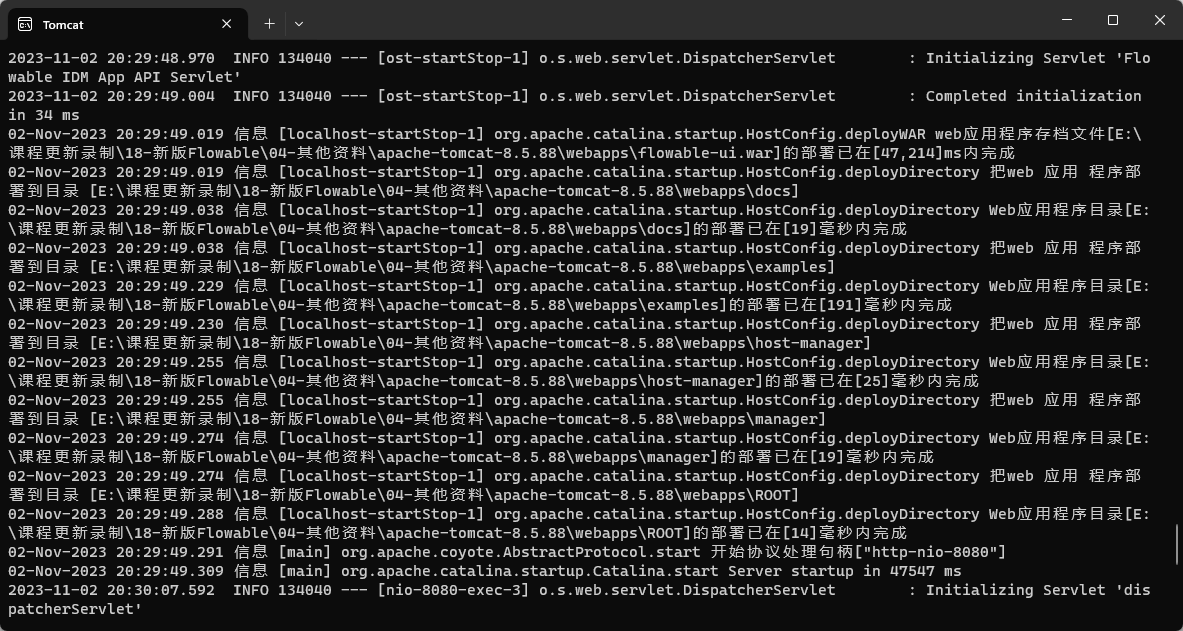 Tomcat
2023-11-02 20:29:48.970  INFO 134040 --- [ost-startStop-1] o.s.web.servlet.DispatcherServlet        : Initializing Servlet 'Flo
wable IDM App API Servlet'
2023-11-02 20:29:49.004  INFO 134040 --- [ost-startStop-1] o.s.web.servlet.DispatcherServlet        : Completed initialization
in 34 ms
02-Nov-2023 20:29:49.019 信息 [localhost-startStop-1] org.apache.catalina.startup.HostConfig.deployWAR web应用程序存档文件[E:\
课程更新录制\18-新版Flowable\04-其他资料\apache-tomcat-8.5.88\webapps\flowable-ui.war]的部署已在[47,214]ms内完成
02-Nov-2023 20:29:49.019 信息 [localhost-startStop-1] org.apache.catalina.startup.HostConfig.deployDirectory 把web 应用 程序部
署到目录 [E:\课程更新录制\18-新版Flowable\04-其他资料\apache-tomcat-8.5.88\webapps\docs]
02-Nov-2023 20:29:49.038 信息 [localhost-startStop-1] org.apache.catalina.startup.HostConfig.deployDirectory Web应用程序目录[E:
\课程更新录制\18-新版Flowable\04-其他资料\apache-tomcat-8.5.88\webapps\docs]的部署已在[19]毫秒内完成
02-Nov-2023 20:29:49.038 信息 [localhost-startStop-1] org.apache.catalina.startup.HostConfig.deployDirectory 把web 应用 程序部
署到目录 [E:\课程更新录制\18-新版Flowable\04-其他资料\apache-tomcat-8.5.88\webapps\examples]
02-Nov-2023 20:29:49.229 信息 [localhost-startStop-1] org.apache.catalina.startup.HostConfig.deployDirectory Web应用程序目录[E:
\课程更新录制\18-新版Flowable\04-其他资料\apache-tomcat-8.5.88\webapps\examples]的部署已在[191]毫秒内完成
02-Nov-2023 20:29:49.230 信息 [localhost-startStop-1] org.apache.catalina.startup.HostConfig.deployDirectory 把web 应用 程序部
署到目录 [E:\课程更新录制\18-新版Flowable\04-其他资料\apache-tomcat-8.5.88\webapps\host-manager]
02-Nov-2023 20:29:49.255 信息 [localhost-startStop-1] org.apache.catalina.startup.HostConfig.deployDirectory Web应用程序目录[E:
\课程更新录制\18-新版Flowable\04-其他资料\apache-tomcat-8.5.88\webapps\host-manager]的部署已在[25]毫秒内完成
02-Nov-2023 20:29:49.255 信息 [localhost-startStop-1] org.apache.catalina.startup.HostConfig.deployDirectory 把web 应用 程序部
署到目录 [E:\课程更新录制\18-新版Flowable\04-其他资料\apache-tomcat-8.5.88\webapps\manager]
02-Nov-2023 20:29:49.274 信息 [localhost-startStop-1] org.apache.catalina.startup.HostConfig.deployDirectory Web应用程序目录[E:
\课程更新录制\18-新版Flowable\04-其他资料\apache-tomcat-8.5.88\webapps\manager]的部署已在[19]毫秒内完成
02-Nov-2023 20:29:49.274 信息 [localhost-startStop-1] org.apache.catalina.startup.HostConfig.deployDirectory 把web 应用 程序部
署到目录 [E:\课程更新录制\18-新版Flowable\04-其他资料\apache-tomcat-8.5.88\webapps\ROOT]
02-Nov-2023 20:29:49.288 信息 [localhost-startStop-1] org.apache.catalina.startup.HostConfig.deployDirectory Web应用程序目录[E:
\课程更新录制\18-新版Flowable\04-其他资料\apache-tomcat-8.5.88\webapps\ROOT]的部署已在[14]毫秒内完成
02-Nov-2023 20:29:49.291 信息 [main] org.apache.coyote.AbstractProtocol.start 开始协议处理句柄["http-nio-8080"]
02-Nov-2023 20:29:49.309 信息 [main] org.apache.catalina.startup.Catalina.start Server startup in 47547 ms
2023-11-02 20:30:07.592  INFO 134040 --- [nio-8080-exec-3] o.s.web.servlet.DispatcherServlet        : Initializing Servlet 'dis
patcherServlet'